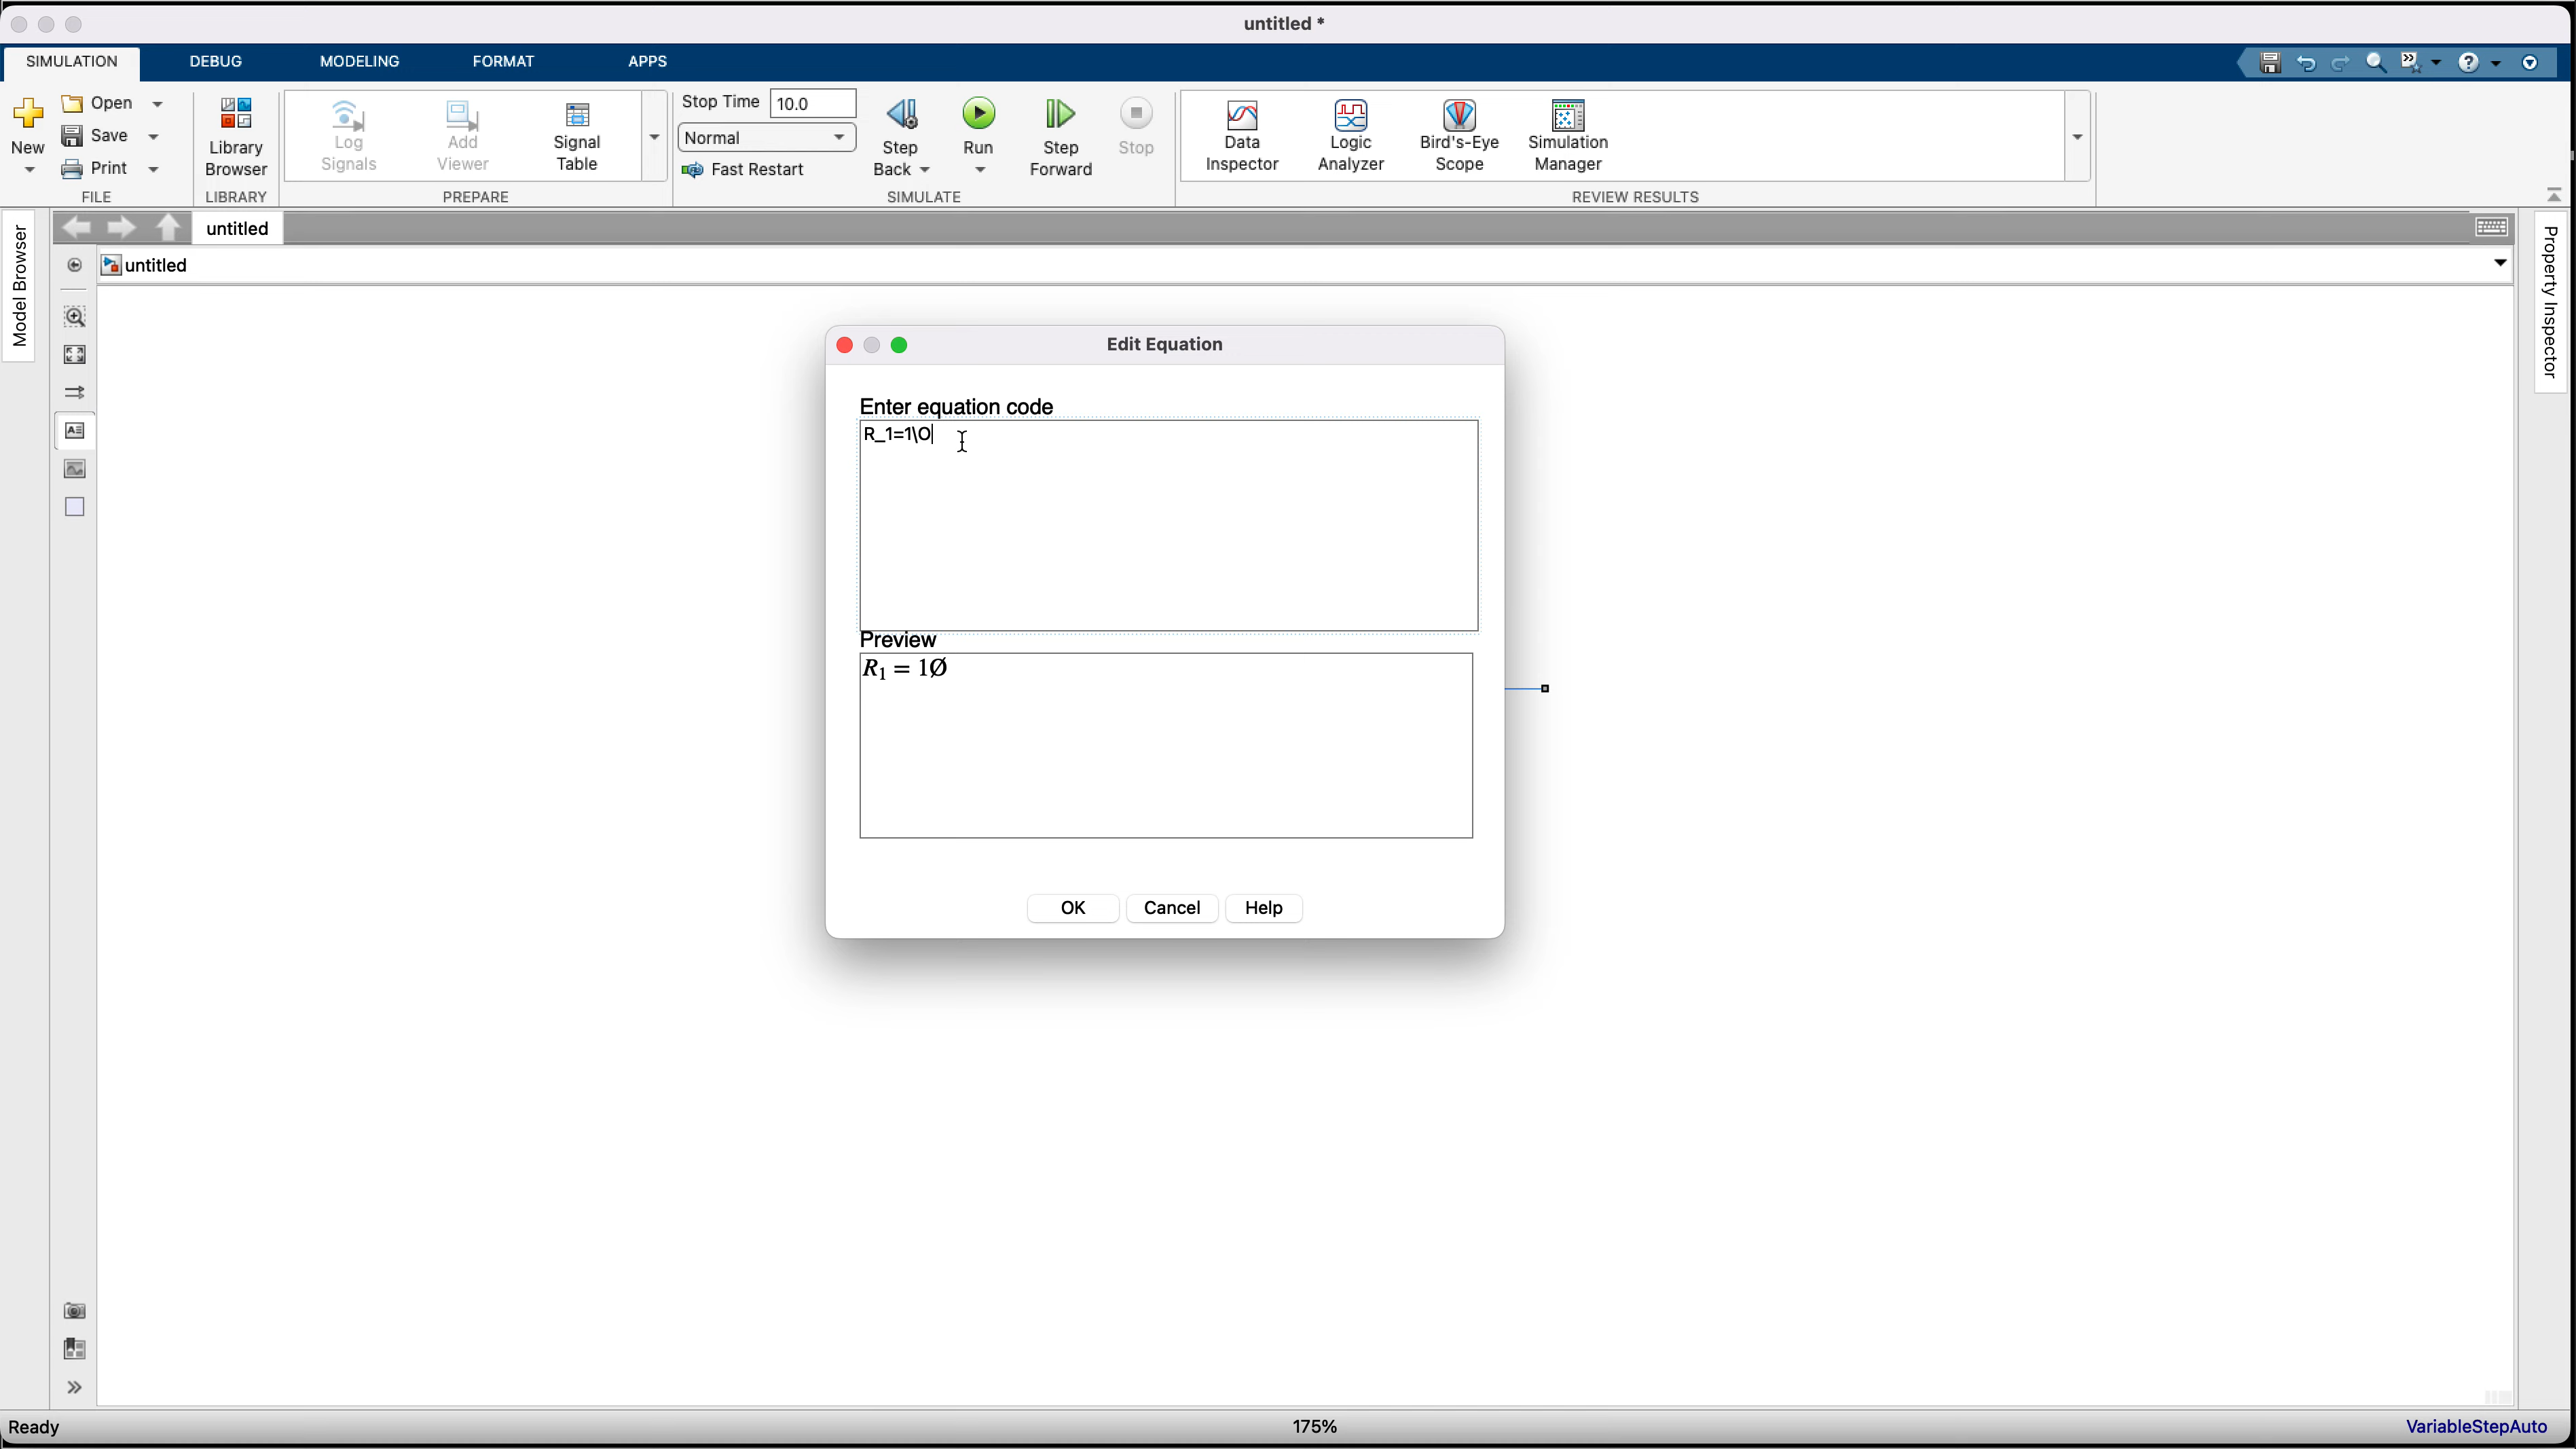 untitled *
SIMULATION DEBUG MODELING FORMAT APPS
New
Open
Save
Print
FILE
Library
Browser
LIBRARY
Log
Signals
Add
Viewer
Signal
Table
PREPARE
Stop Time 10.0
Normal
Fast Restart
Step
Back
Run
Step
Forward
Stop
SIMULATE
Data
Inspector
Logic
Analyzer
Bird's-Eye
Scope
Simulation
Manager
REVIEW RESULTS
Model Browser
untitled
untitled
Property Inspector
Edit Equation
Enter equation code
R_1=1\O
Preview
R₁ = 1Ø
OK Cancel Help
Ready 175% VariableStepAuto